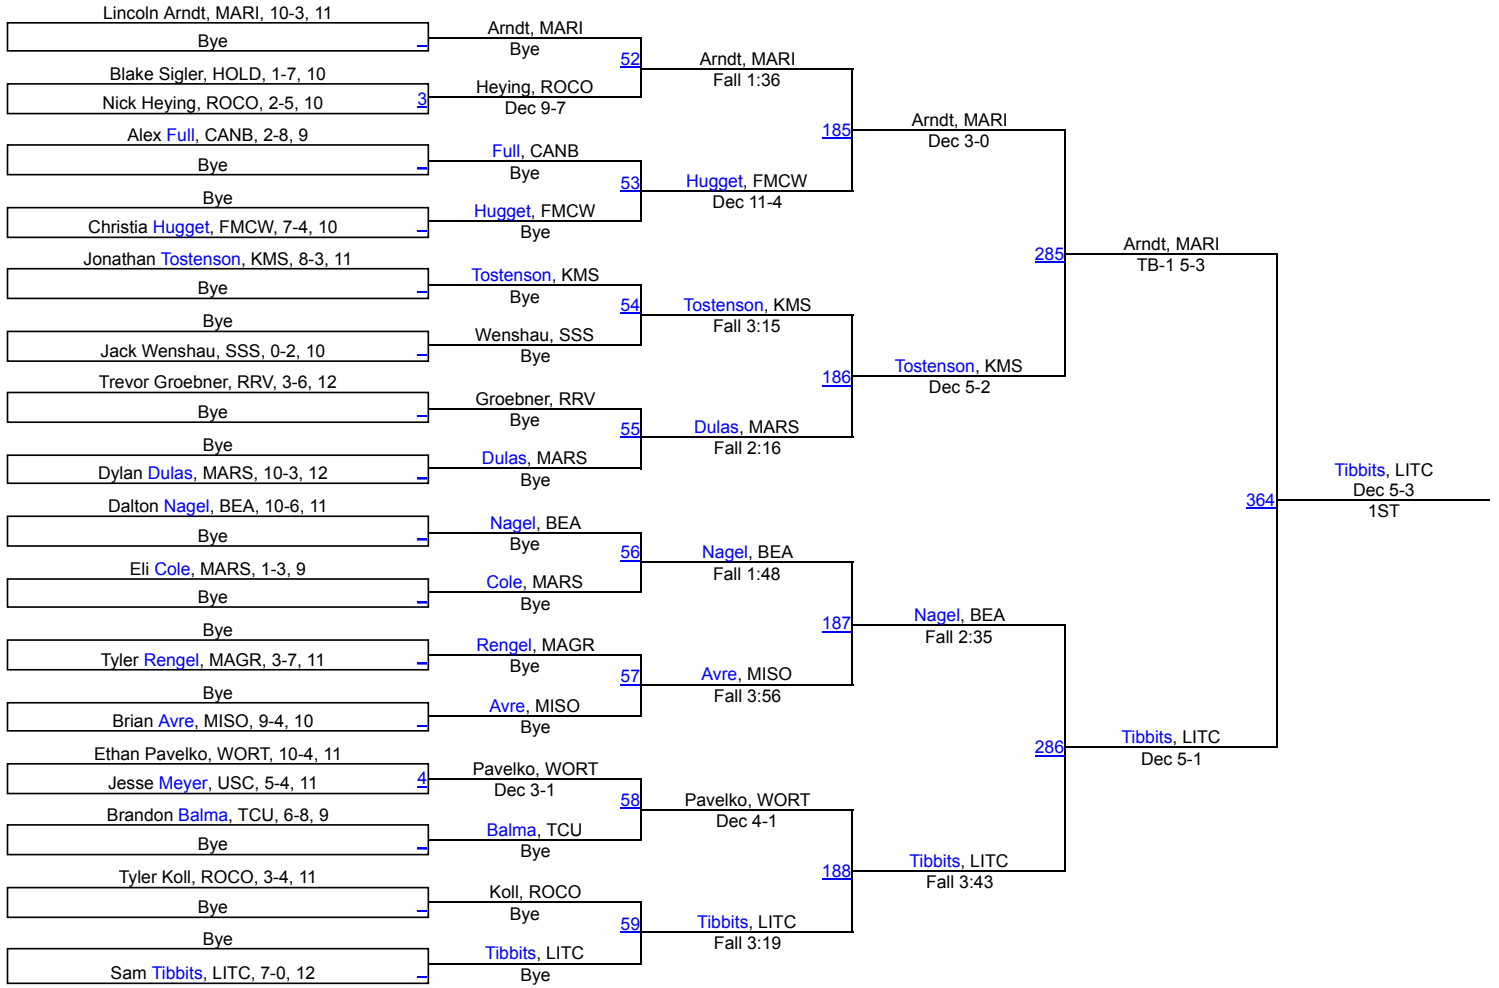 Lincoln Arndt, MARI, 10-3, 11
Bye
Blake Sigler, HOLD, 1-7, 10
Nick Heying, ROCO, 2-5, 10
3
Alex Full, CANB, 2-8, 9
Bye
Bye
Christia Hugget, FMCW, 7-4, 10
Jonathan Tostenson, KMS, 8-3, 11
Bye
Bye
Jack Wenshau, SSS, 0-2, 10
Trevor Groebner, RRV, 3-6, 12
Bye
Bye
Dylan Dulas, MARS, 10-3, 12
Dalton Nagel, BEA, 10-6, 11
Bye
Eli Cole, MARS, 1-3, 9
Bye
Bye
Tyler Rengel, MAGR, 3-7, 11
Bye
Brian Avre, MISO, 9-4, 10
Ethan Pavelko, WORT, 10-4, 11
Jesse Meyer, USC, 5-4, 11
4
Brandon Balma, TCU, 6-8, 9
Bye
Tyler Koll, ROCO, 3-4, 11
Bye
Bye
Sam Tibbits, LITC, 7-0, 12
Arndt, MARI
Bye
52
Heying, ROCO
Dec 9-7
Full, CANB
Bye
53
Hugget, FMCW
Bye
Tostenson, KMS
Bye
54
Wenshau, SSS
Bye
Groebner, RRV
Bye
55
Dulas, MARS
Bye
Nagel, BEA
Bye
56
Cole, MARS
Bye
Rengel, MAGR
Bye
57
Avre, MISO
Bye
Pavelko, WORT
Dec 3-1
58
Balma, TCU
Bye
Koll, ROCO
Bye
59
Tibbits, LITC
Bye
Arndt, MARI
Fall 1:36
185
Hugget, FMCW
Dec 11-4
Tostenson, KMS
Fall 3:15
186
Dulas, MARS
Fall 2:16
Nagel, BEA
Fall 1:48
187
Avre, MISO
Fall 3:56
Pavelko, WORT
Dec 4-1
188
Tibbits, LITC
Fall 3:19
Arndt, MARI
Dec 3-0
285
Tostenson, KMS
Dec 5-2
Nagel, BEA
Fall 2:35
286
Tibbits, LITC
Fall 3:43
Arndt, MARI
TB-1 5-3
364
Tibbits, LITC
Dec 5-1
Tibbits, LITC
Dec 5-3
1ST